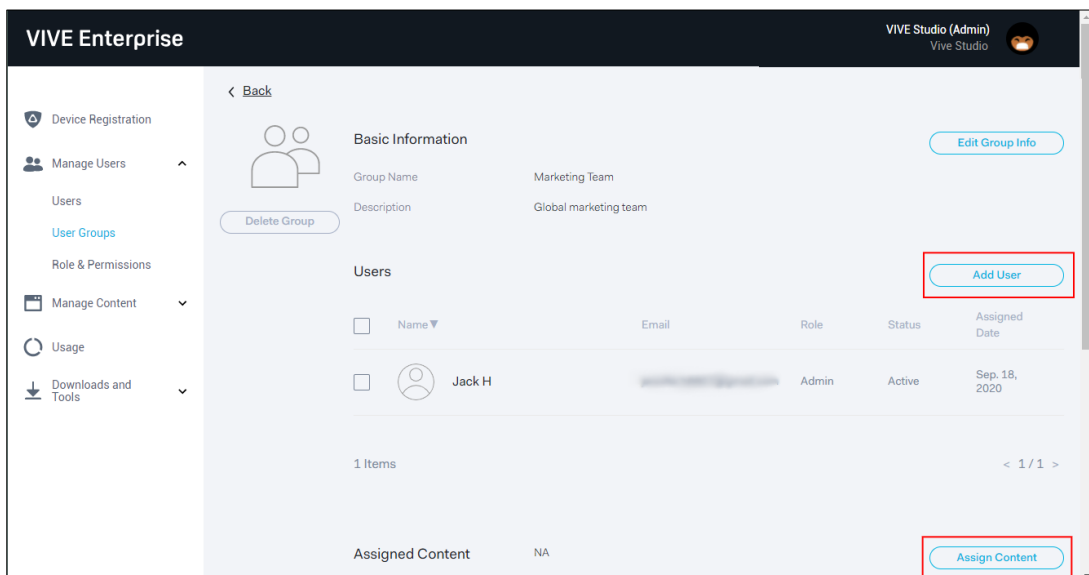 VIVE Enterprise
VIVE Studio (Admin)
Vive Studio
Device Registration
Manage Users
Users
User Groups
Role & Permissions
Manage Content
Usage
Downloads and
Tools
< Back
Delete Group
Basic Information
Edit Group Info
Group Name Marketing Team
Description Global marketing team
Users
Add User
Name▼ Email Role Status Assigned
Date
Jack H Admin Active Sep. 18,
2020
1 Items
< 1 / 1 >
Assigned Content NA
Assign Content